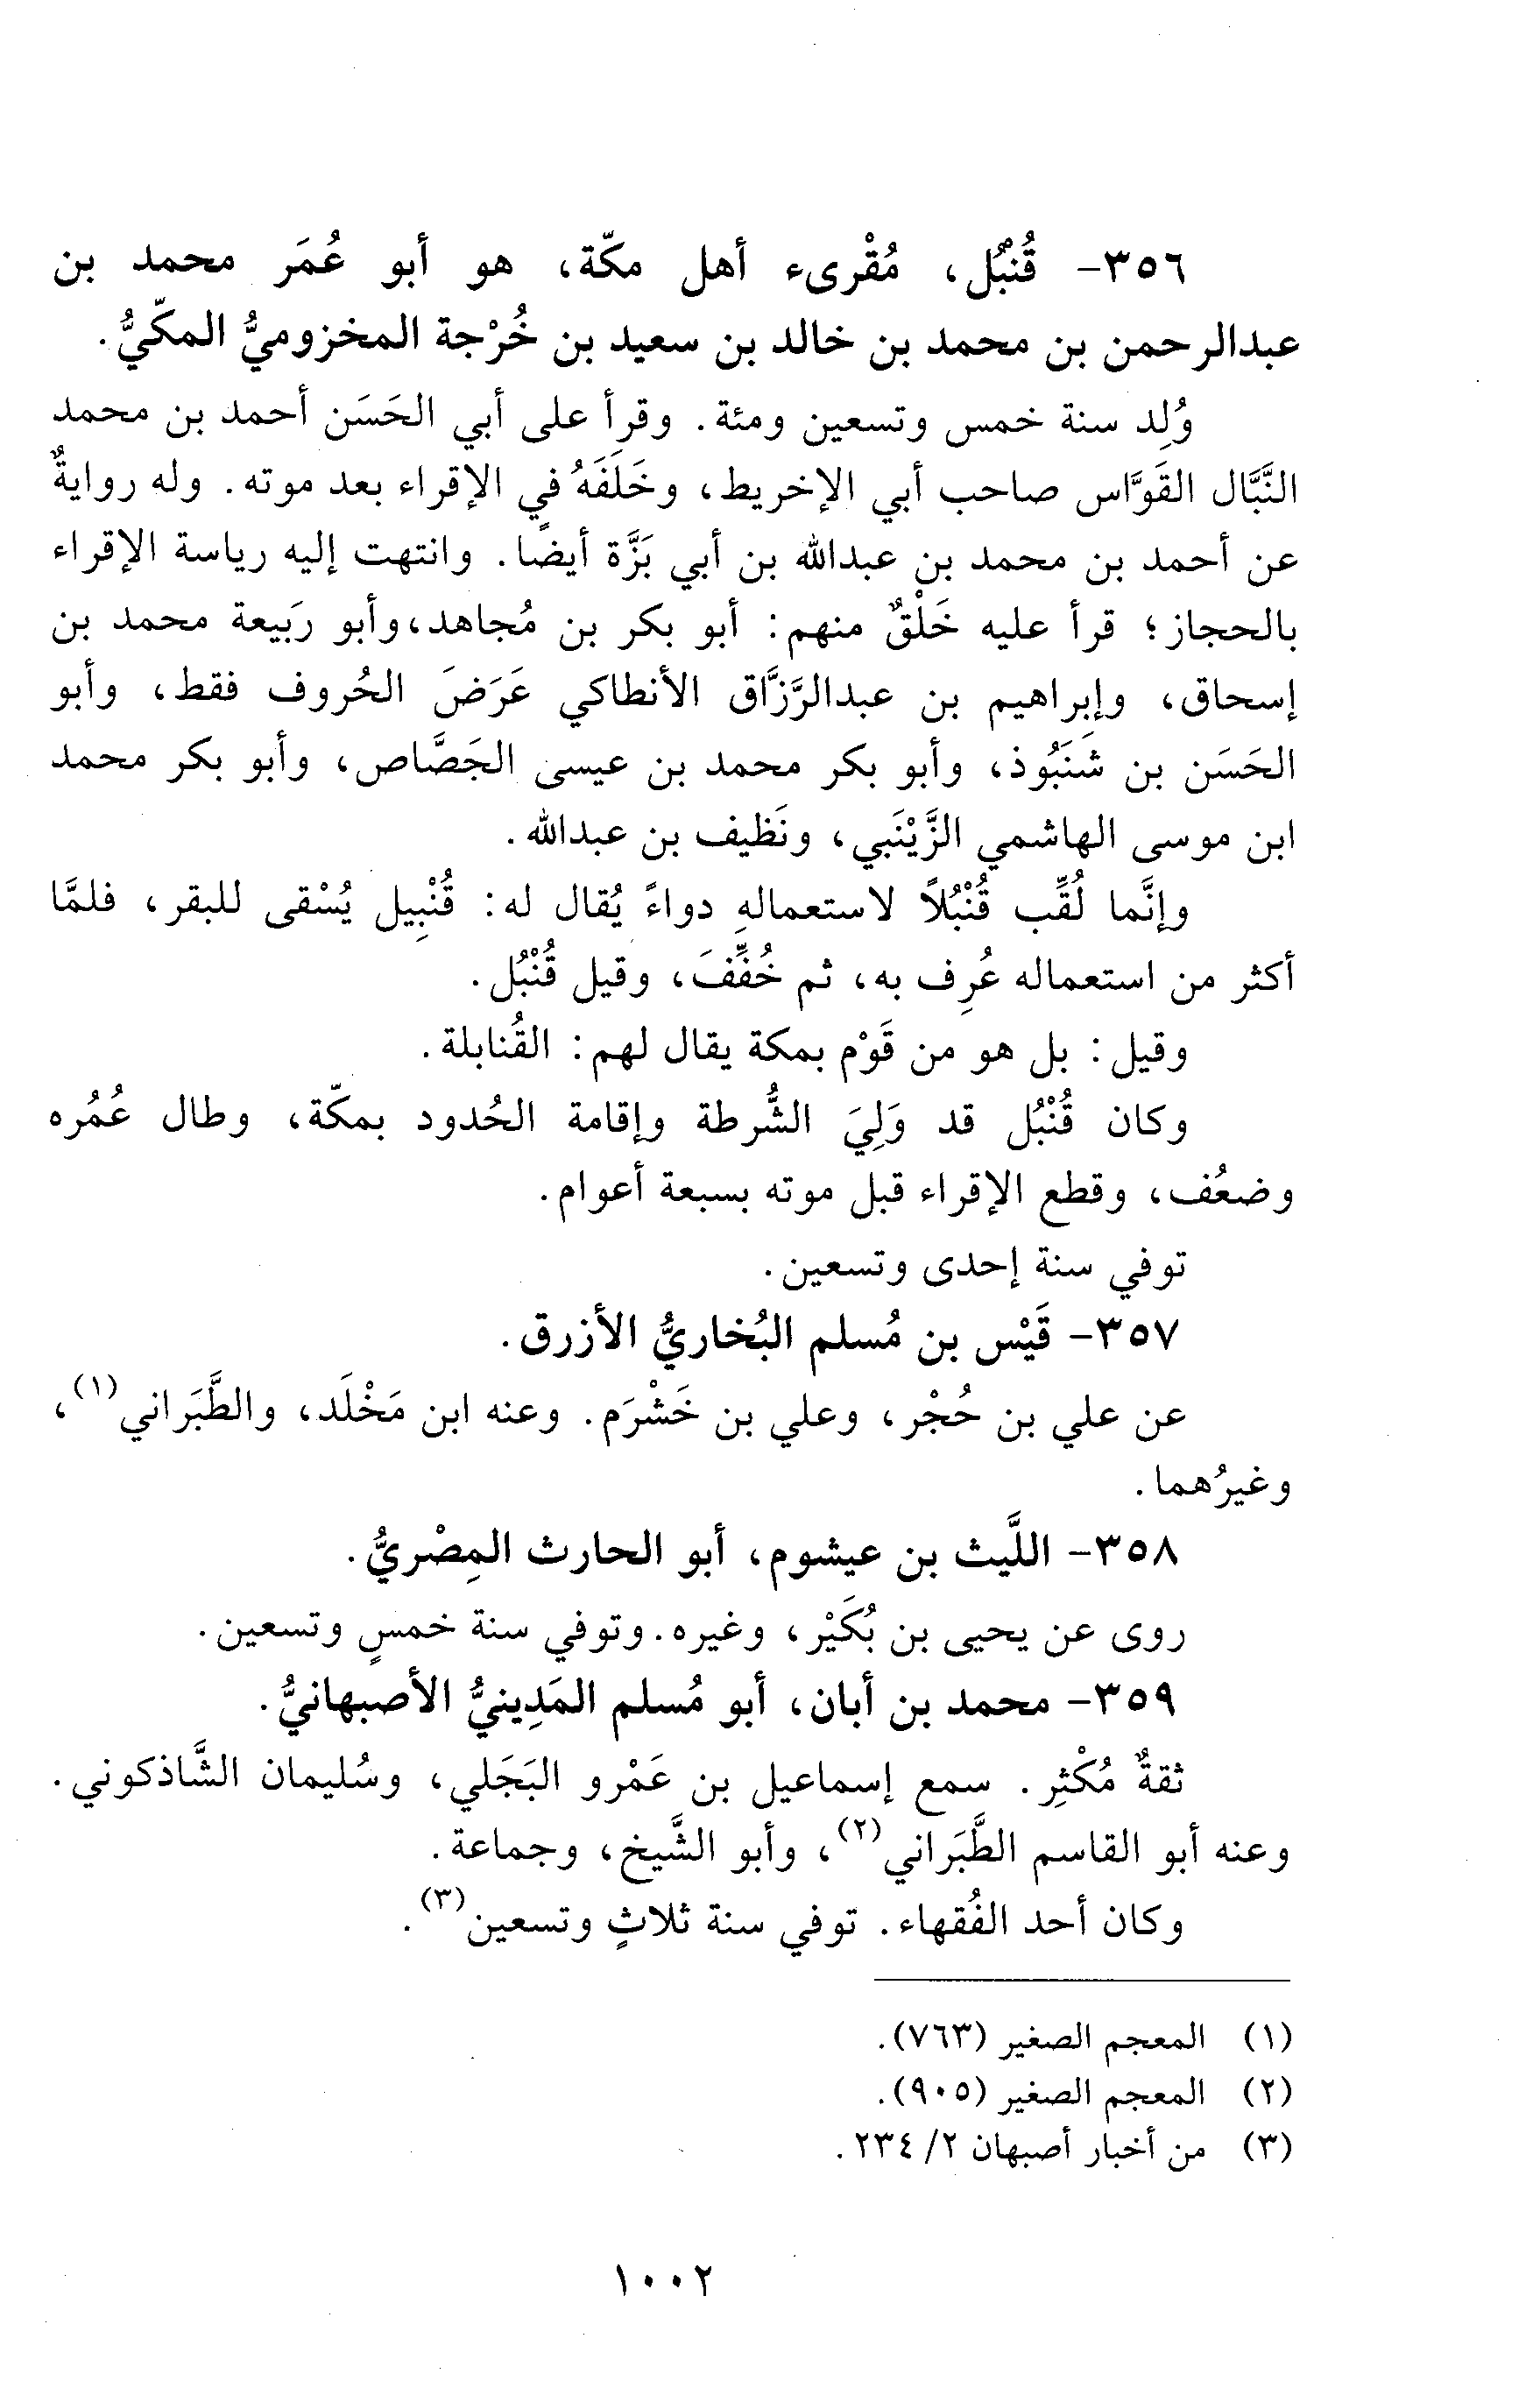 ٣٥٦- قُنْبُل، مُقْرىء أهل مكّة، هو أبو عُمَر محمد بن
عبدالرحمن بن محمد بن خالد بن سعيد بن خُرْجة المخزوميُّ المكّيُّ.
وُلِد سنة خمس وتسعين ومئة. وقرأ على أبي الحَسَن أحمد بن محمد
النَّبَّال القَوَّاس صاحب أبي الإخريط، وخَلَفَهُ في الإقراء بعد موته. وله روايةٌ
عن أحمد بن محمد بن عبدالله بن أبي بَزَّة أيضًا. وانتهت إليه رياسة الإقراء
بالحجاز؛ قرأ عليه خَلْقٌ منهم: أبو بكر بن مُجاهد، وأبو رَبيعة محمد بن
إسحاق، وإبراهيم بن عبدالرَّزَّاق الأنطاكي عَرَضَ الحُروف فقط، وأبو
الحَسَن بن شَنَبُوذ، وأبو بكر محمد بن عيسى الجَصَّاص، وأبو بكر محمد
ابن موسى الهاشمي الزَّيْنَبي، ونَظيف بن عبدالله.
وإنَّما لُقِّب قُنْبُلاً لاستعمالهِ دواءً يُقال له: قُنْبِيل يُسْقى للبقر، فلمَّا
أكثر من استعماله عُرِف به، ثم خُفِّفَ، وقيل قُنْبُل.
وقيل: بل هو من قَوْم بمكة يقال لهم: القُنابلة.
وكان قُنْبُل قد وَلِيَ الشُّرطة وإقامة الحُدود بمكّة، وطال عُمُره
وضعُف، وقطع الإقراء قبل موته بسبعة أعوام.
توفي سنة إحدى وتسعين.
٣٥٧- قَيْس بن مُسلم البُخاريُّ الأزرق.
عن علي بن حُجْر، وعلي بن خَشْرَم. وعنه ابن مَخْلَد، والطَّبَراني(١)،
وغيرُهما.
٣٥٨- اللَّيث بن عيشوم، أبو الحارث المِصْريُّ.
روى عن يحيى بن بُكَيْر، وغيره. وتوفي سنة خمسٍ وتسعين.
٣٥٩- محمد بن أبان، أبو مُسلم المَدِينيُّ الأصبهانيُّ.
ثقةٌ مُكْثِر. سمع إسماعيل بن عَمْرو البَجَلي، وسُليمان الشَّاذكوني.
وعنه أبو القاسم الطَّبَراني(٢)، وأبو الشَّيخ، وجماعة.
وكان أحد الفُقهاء. توفي سنة ثلاثٍ وتسعين(٣).
(١) المعجم الصغير (٧٦٣).
(٢) المعجم الصغير (٩٠٥).
(٣) من أخبار أصبهان ٢/ ٢٣٤.
١٠٠٢